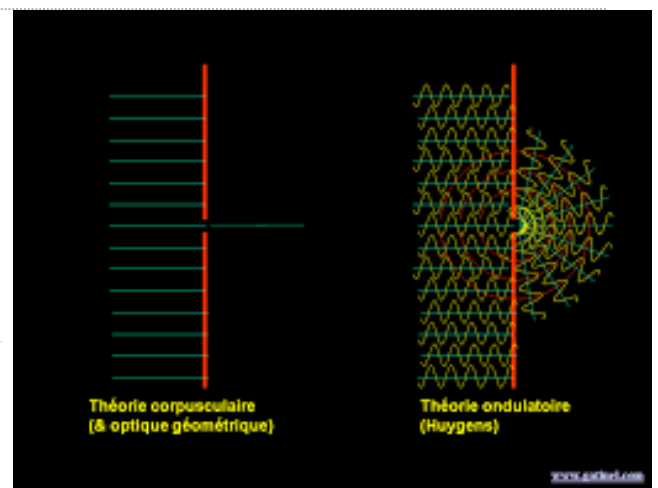 Théorie corpusculaire
(& optique géométrique)
Théorie ondulatoire
(Huygens)
www.gatinel.com